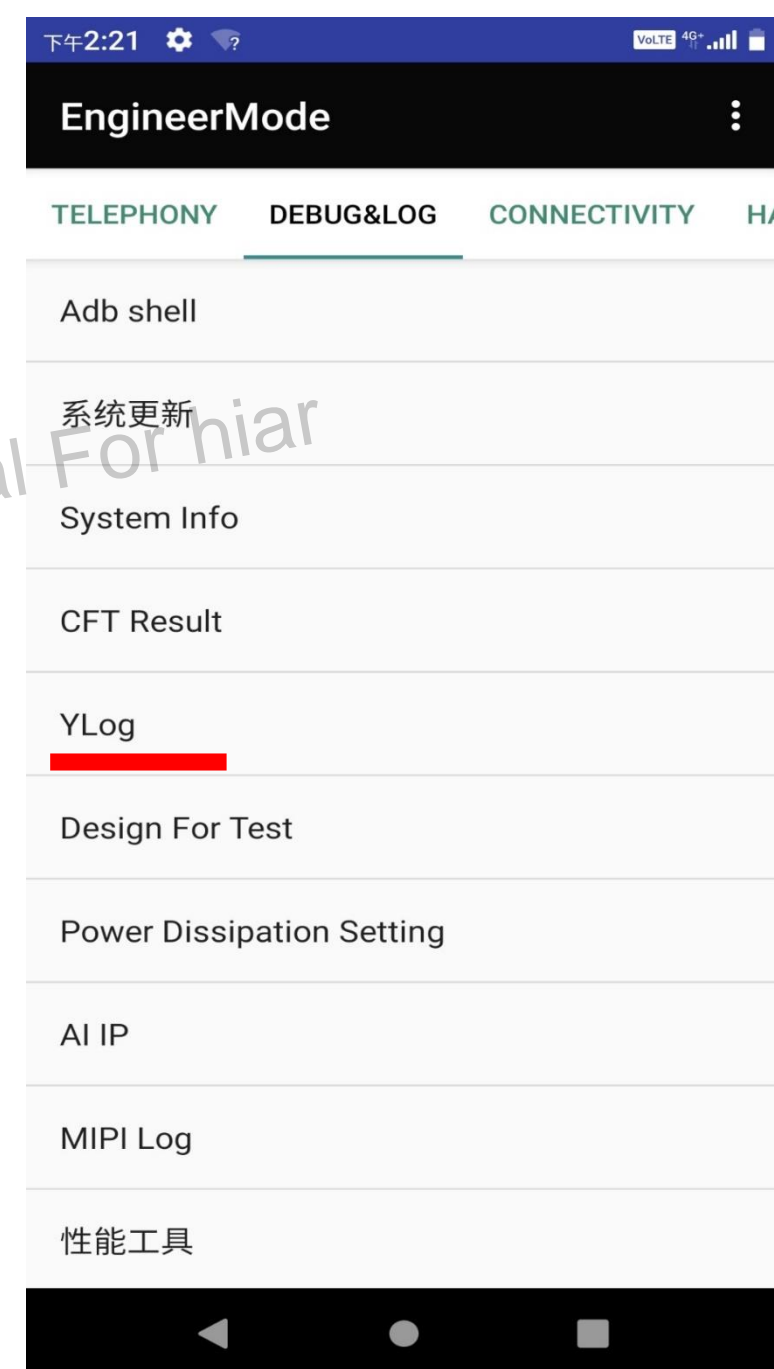 下午2:21 ? VoLTE 4G+
EngineerMode
TELEPHONY DEBUG&LOG CONNECTIVITY HA
Adb shell
系统更新
al For hiar
System Info
CFT Result
YLog
Design For Test
Power Dissipation Setting
AI IP
MIPI Log
性能工具